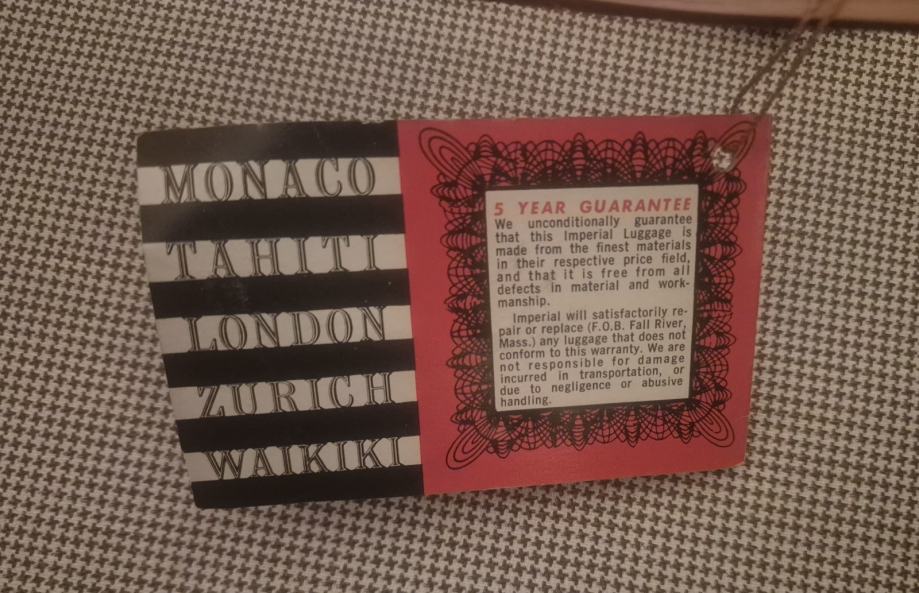 MONACO
TAHITI
LONDON
ZURICH
WAIKIKI
5 YEAR GUARANTEE
We unconditionally guarantee
that this Imperial Luggage is
made from the finest materials
in their respective price field,
and that it is free from all
defects in material and work-
manship.
Imperial will satisfactorily re-
pair or replace (F.O.B. Fall River,
Mass.) any luggage that does not
conform to this warranty. We are
not responsible for damage
incurred in transportation, or
due to negligence or abusive
handling.